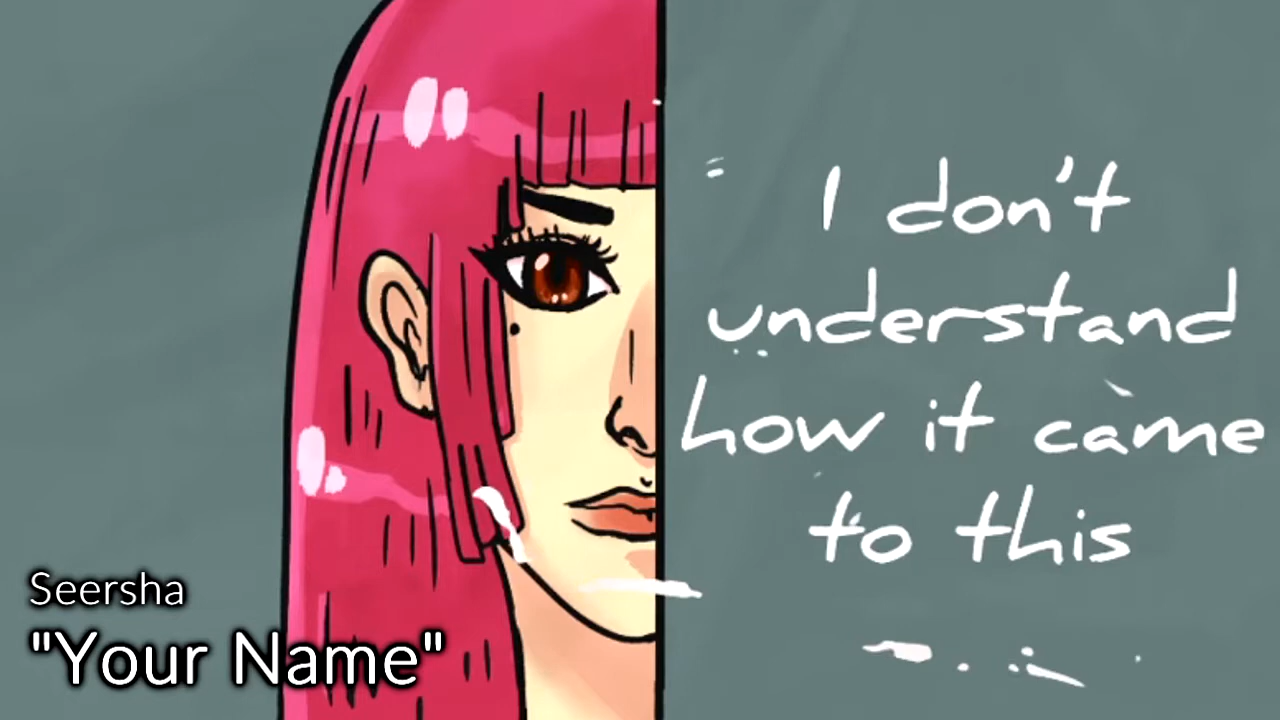 I don't
understand
how it came
to this
Seersha
"Your Name"